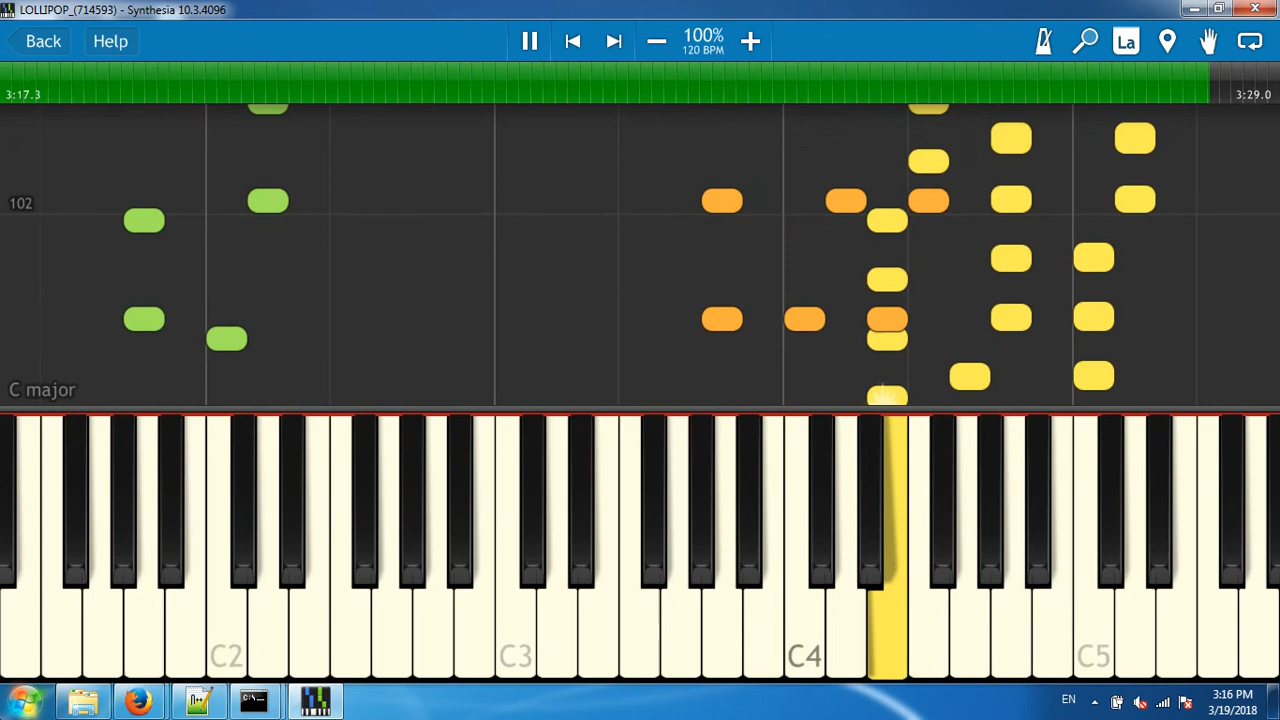 LOLLIPOP_(714593) - Synthesia 10.3.4096
Back Help 100% La
120 BPM
3:17.3 3:29.0
102
C major
C2 C3 C4 C5
EN 3:16 PM
3/19/2018